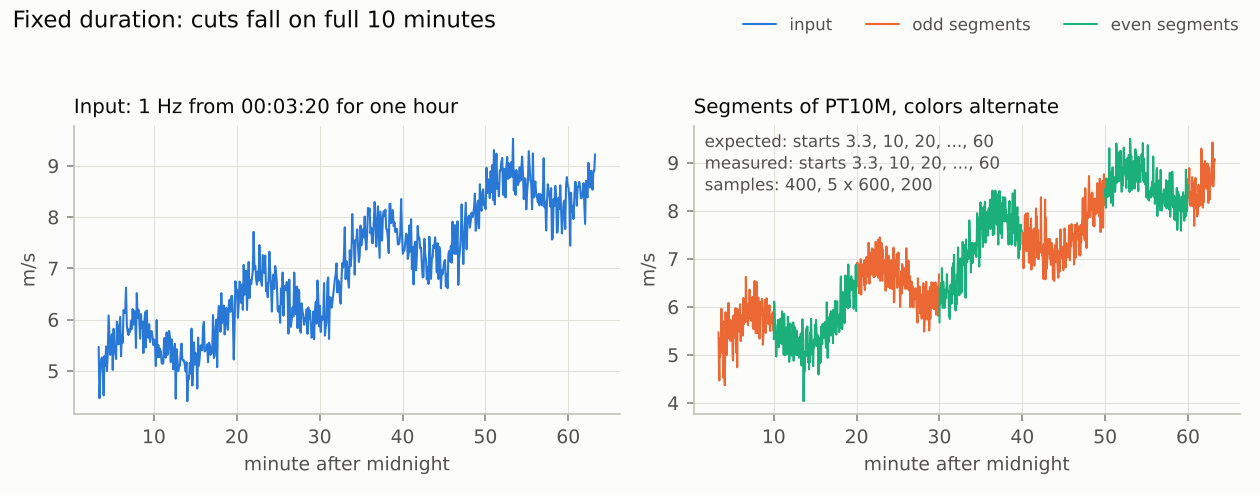 Fixed duration: cuts fall on full 10 minutes
input
odd segments
even segments
Input: 1 Hz from 00:03:20 for one hour
9
8
7
6
5
m/s
10
20
30
40
50
60
minute after midnight
Segments of PT10M, colors alternate
expected: starts 3.3, 10, 20, ..., 60
measured: starts 3.3, 10, 20, ..., 60
samples: 400, 5 x 600, 200
9
8
7
6
5
4
m/s
10
20
30
40
50
60
minute after midnight